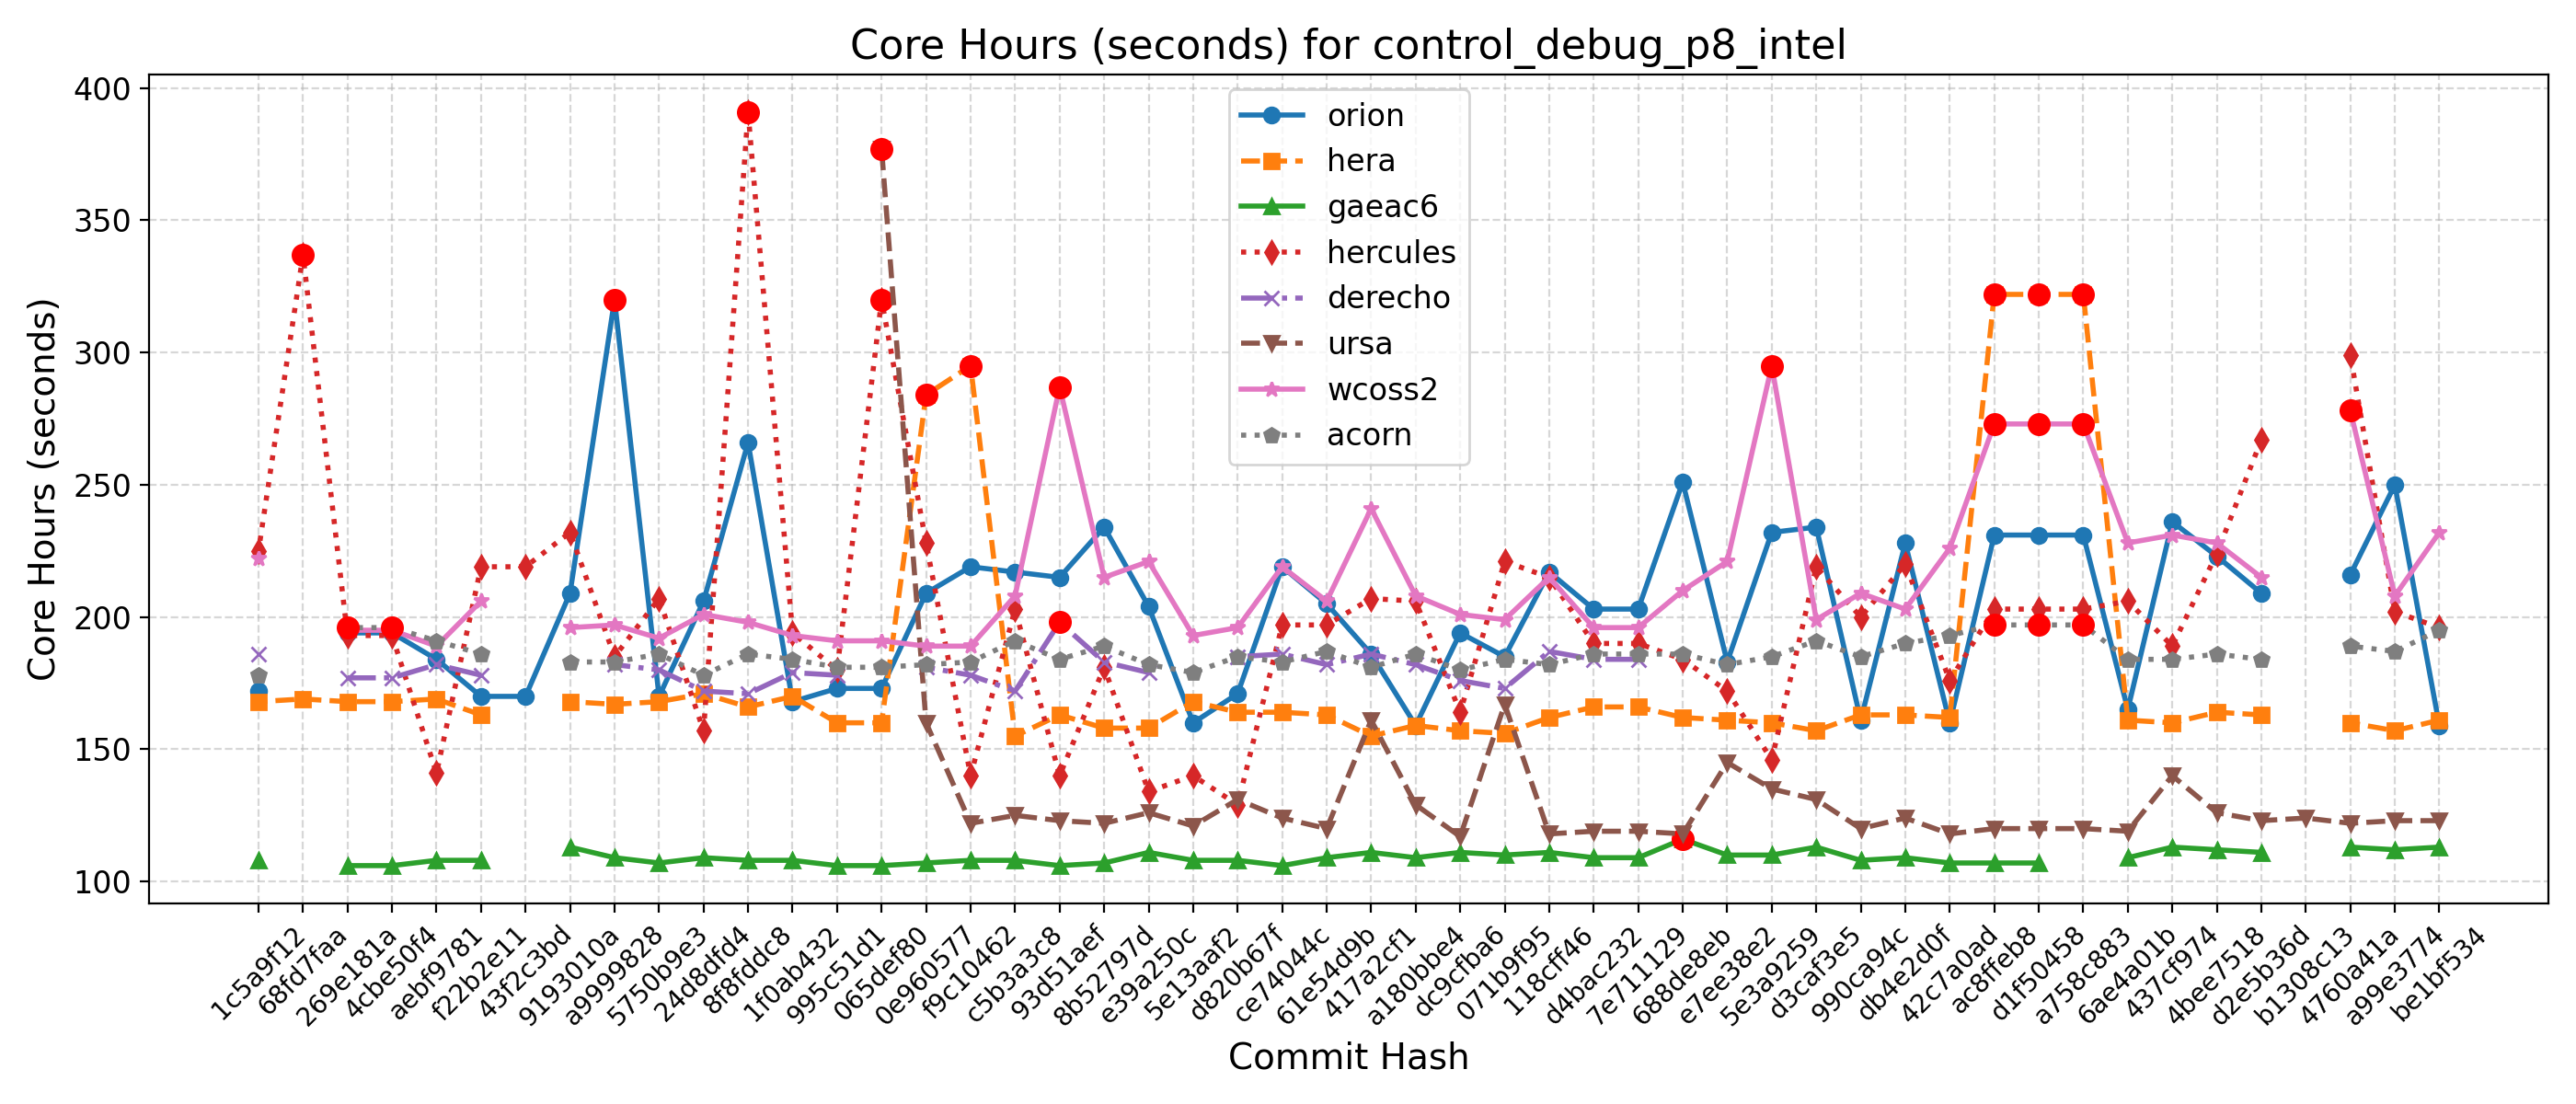 Core Hours (seconds) for control_debug_p8_intel
Core Hours (seconds)
400
350
300
250
200
150
100
orion
hera
gaeac6
hercules
derecho
ursa
wcoss2
acorn
1c5a9f12
68fd7faa
269e181a
4cbe50f4
aebf9781
f22b2e11
43f2c3bd
9193010a
a9999828
5750b9e3
24d8dfd4
8f8fddc8
1f0ab432
995c51d1
065def80
0e960577
f9c10462
c5b3a3c8
93d51aef
8b52797d
e39a250c
5e13aaf2
d820b67f
ce74044c
61e54d9b
417a2cf1
a180bbe4
dc9cfba6
071b9f95
118cff46
d4bac232
7e711129
688de8eb
e7ee38e2
5e3a9259
d3caf3e5
990ca94c
db4e2d0f
42c7a0ad
ac8ffeb8
d1f50458
a758c883
6ae4a01b
437cf974
4bee7518
d2e5b36d
b1308c13
4760a41a
a99e3774
be1bf534
Commit Hash